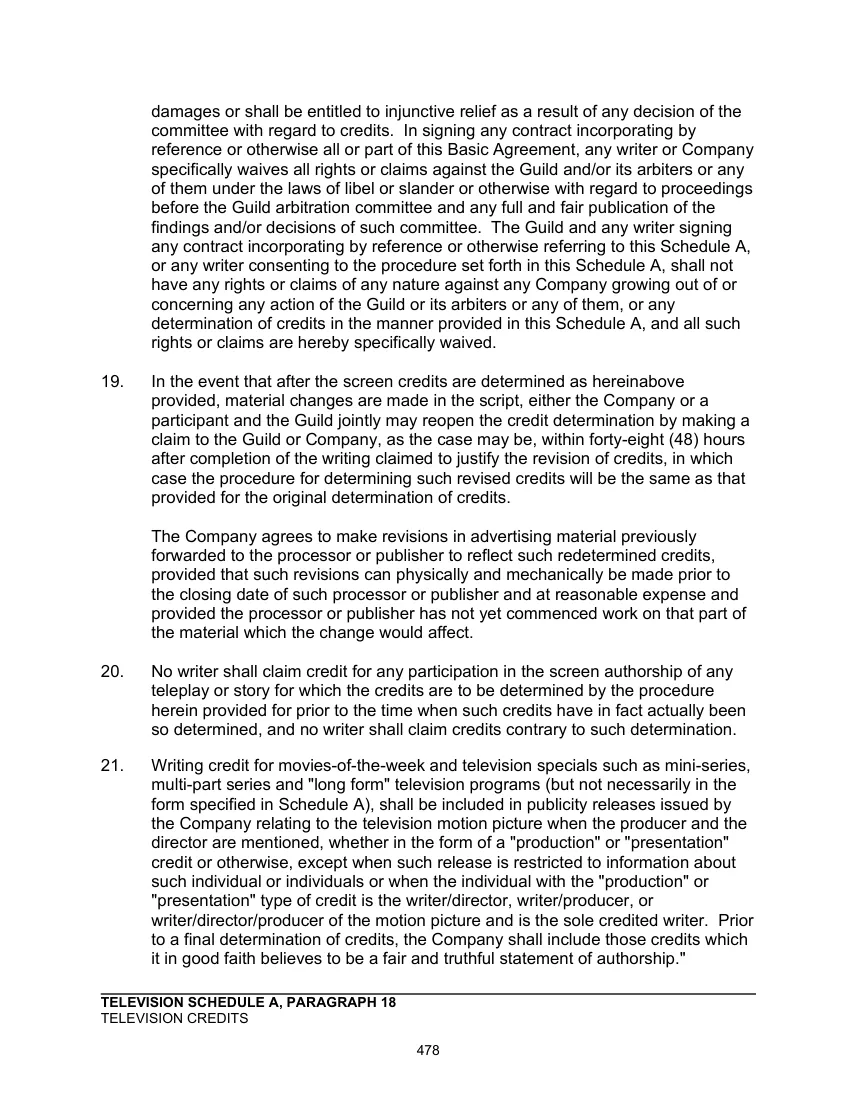 damages or shall be entitled to injunctive relief as a result of any decision of the
committee with regard to credits.  In signing any contract incorporating by
reference or otherwise all or part of this Basic Agreement, any writer or Company
specifically waives all rights or claims against the Guild and/or its arbiters or any
of them under the laws of libel or slander or otherwise with regard to proceedings
before the Guild arbitration committee and any full and fair publication of the
findings and/or decisions of such committee.  The Guild and any writer signing
any contract incorporating by reference or otherwise referring to this Schedule A,
or any writer consenting to the procedure set forth in this Schedule A, shall not
have any rights or claims of any nature against any Company growing out of or
concerning any action of the Guild or its arbiters or any of them, or any
determination of credits in the manner provided in this Schedule A, and all such
rights or claims are hereby specifically waived.
19. In the event that after the screen credits are determined as hereinabove
provided, material changes are made in the script, either the Company or a
participant and the Guild jointly may reopen the credit determination by making a
claim to the Guild or Company, as the case may be, within forty-eight (48) hours
after completion of the writing claimed to justify the revision of credits, in which
case the procedure for determining such revised credits will be the same as that
provided for the original determination of credits.
The Company agrees to make revisions in advertising material previously
forwarded to the processor or publisher to reflect such redetermined credits,
provided that such revisions can physically and mechanically be made prior to
the closing date of such processor or publisher and at reasonable expense and
provided the processor or publisher has not yet commenced work on that part of
the material which the change would affect.
20. No writer shall claim credit for any participation in the screen authorship of any
teleplay or story for which the credits are to be determined by the procedure
herein provided for prior to the time when such credits have in fact actually been
so determined, and no writer shall claim credits contrary to such determination.
21. Writing credit for movies-of-the-week and television specials such as mini-series,
multi-part series and "long form" television programs (but not necessarily in the
form specified in Schedule A), shall be included in publicity releases issued by
the Company relating to the television motion picture when the producer and the
director are mentioned, whether in the form of a "production" or "presentation"
credit or otherwise, except when such release is restricted to information about
such individual or individuals or when the individual with the "production" or
"presentation" type of credit is the writer/director, writer/producer, or
writer/director/producer of the motion picture and is the sole credited writer.  Prior
to a final determination of credits, the Company shall include those credits which
it in good faith believes to be a fair and truthful statement of authorship."
TELEVISION SCHEDULE A, PARAGRAPH 18
TELEVISION CREDITS
478